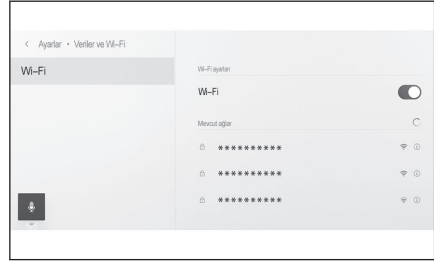 Ayarlar • Veriler ve Wi-Fi
Wi-Fi
Wi-Fi ayarları
Wi-Fi
Mevcut ağlar
**********
**********
**********